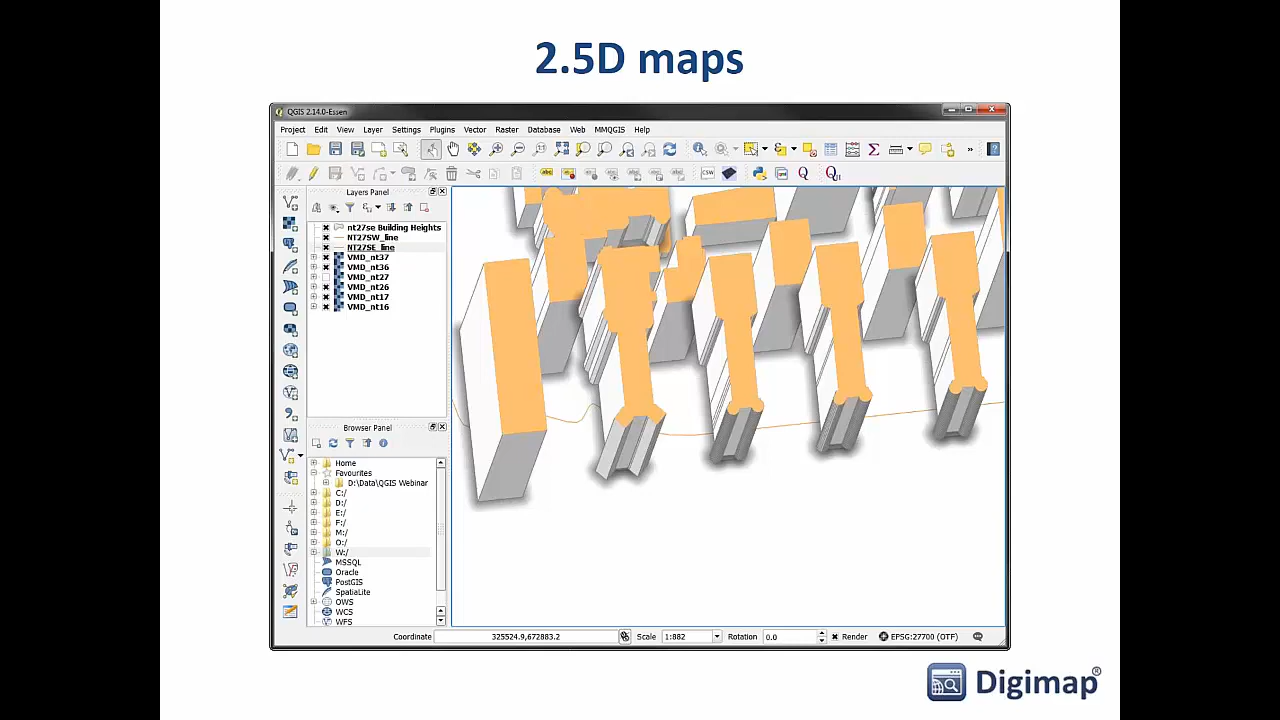 2.5D maps
QGIS 2.14.0-Essen
Project Edit View Layer Settings Plugins Vector Raster Database Web MMQGIS Help
CSW
Layers Panel
nt27se Building Heights
NT27SW_line
NT27SE_line
VMD_nt37
VMD_nt36
VMD_nt27
VMD_nt26
VMD_nt17
VMD_nt16
Browser Panel
Home
Favourites
D:\Data\QGIS Webinar
C:/
D:/
E:/
F:/
M:/
O:/
W:/
MSSQL
Oracle
PostGIS
SpatiaLite
OWS
WCS
WFS
Coordinate 325524.9,672883.2 Scale 1:882 Rotation 0.0 Render EPSG:27700 (OTF)
Digimap®